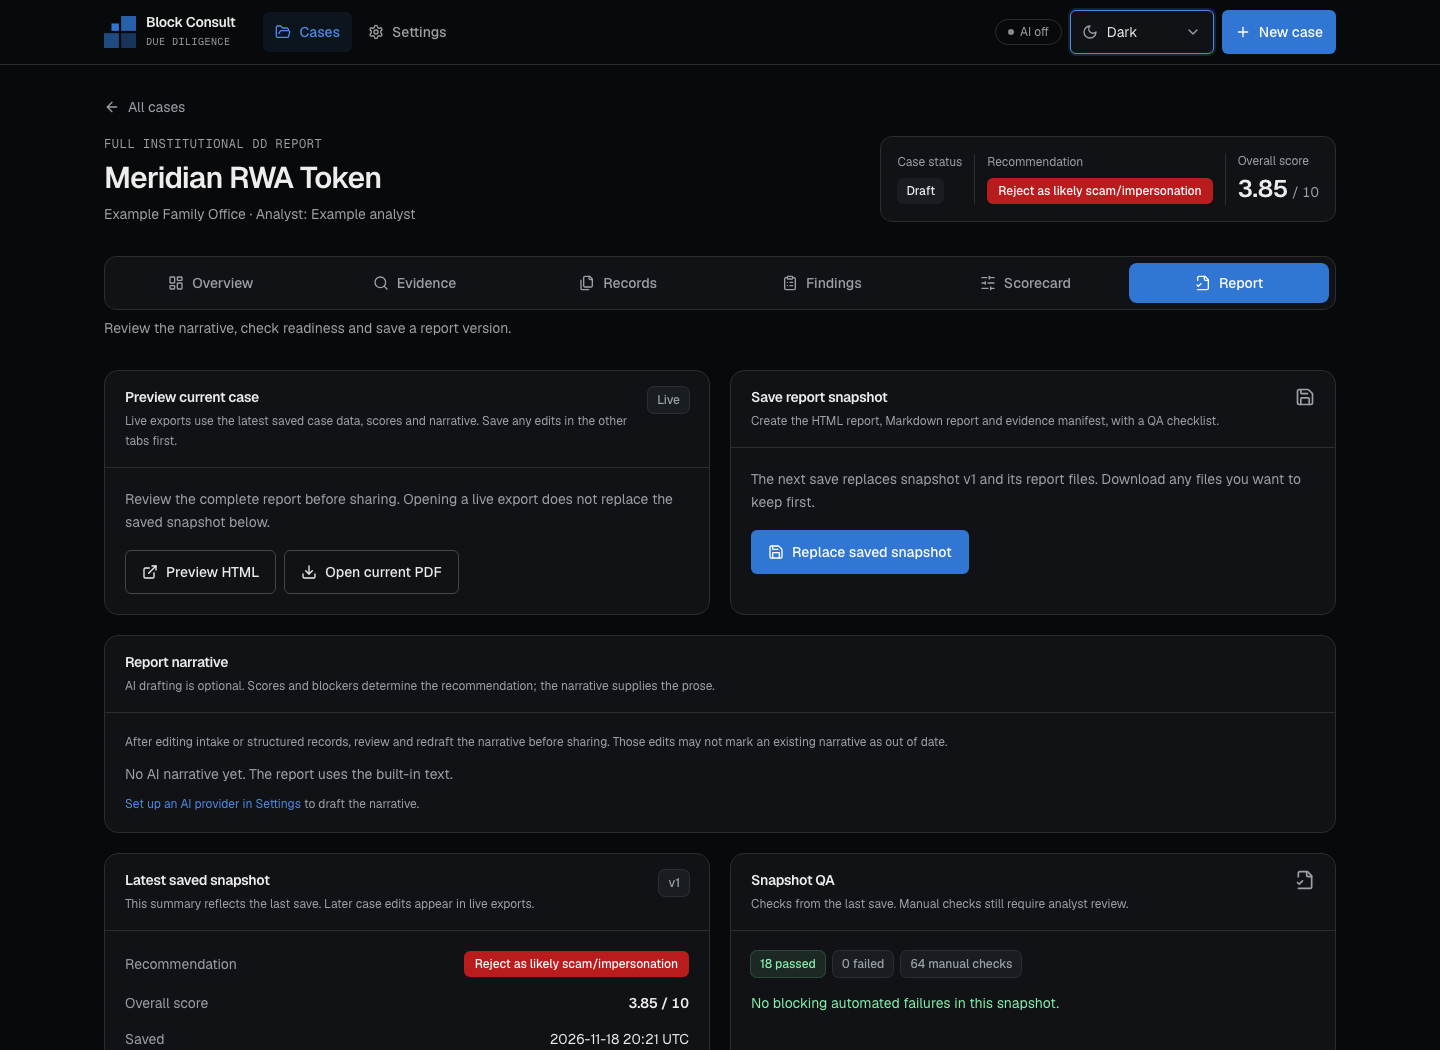 Block Consult
DUE DILIGENCE
Cases
Settings
AI off
Dark
New case
All cases
FULL INSTITUTIONAL DD REPORT
Meridian RWA Token
Example Family Office · Analyst: Example analyst
Case status
Draft
Recommendation
Reject as likely scam/impersonation
Overall score
3.85 / 10
Overview
Evidence
Records
Findings
Scorecard
Report
Review the narrative, check readiness and save a report version.
Preview current case
Live
Live exports use the latest saved case data, scores and narrative. Save any edits in the other
tabs first.
Review the complete report before sharing. Opening a live export does not replace the
saved snapshot below.
Preview HTML
Open current PDF
Save report snapshot
Create the HTML report, Markdown report and evidence manifest, with a QA checklist.
The next save replaces snapshot v1 and its report files. Download any files you want to
keep first.
Replace saved snapshot
Report narrative
AI drafting is optional. Scores and blockers determine the recommendation; the narrative supplies the prose.
After editing intake or structured records, review and redraft the narrative before sharing. Those edits may not mark an existing narrative as out of date.
No AI narrative yet. The report uses the built-in text.
Set up an AI provider in Settings to draft the narrative.
Latest saved snapshot
v1
This summary reflects the last save. Later case edits appear in live exports.
Recommendation
Reject as likely scam/impersonation
Overall score
3.85 / 10
Saved
2026-11-18 20:21 UTC
Snapshot QA
Checks from the last save. Manual checks still require analyst review.
18 passed
0 failed
64 manual checks
No blocking automated failures in this snapshot.